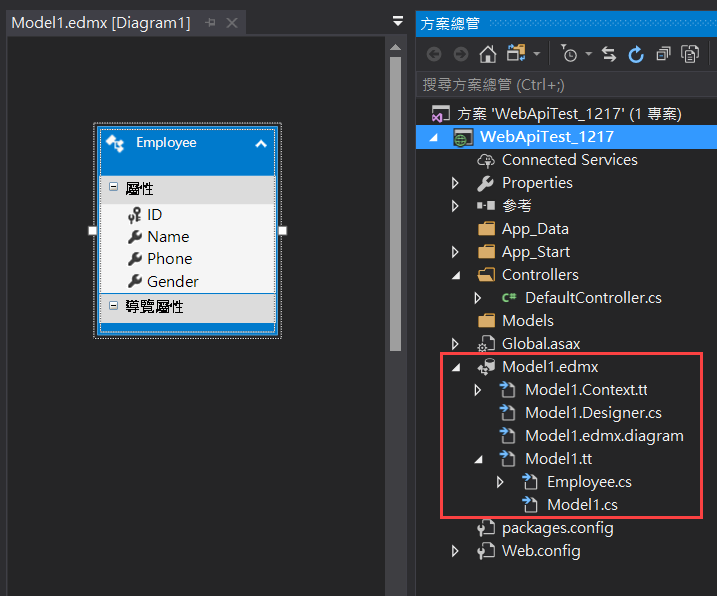 Model1.edmx [Diagram1]
Employee
屬性
ID
Name
Phone
Gender
導覽屬性
方案總管
搜尋方案總管 (Ctrl+;)
方案 'WebApiTest_1217' (1 專案)
WebApiTest_1217
Connected Services
Properties
參考
App_Data
App_Start
Controllers
C# DefaultController.cs
Models
Global.asax
Model1.edmx
Model1.Context.tt
Model1.Designer.cs
Model1.edmx.diagram
Model1.tt
Employee.cs
Model1.cs
packages.config
Web.config